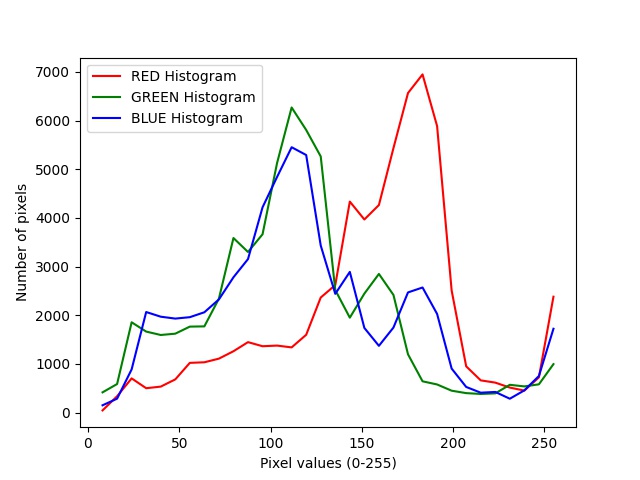 RED Histogram
GREEN Histogram
BLUE Histogram
7000
6000
5000
4000
3000
2000
1000
0
Number of pixels
0 50 100 150 200 250
Pixel values (0-255)